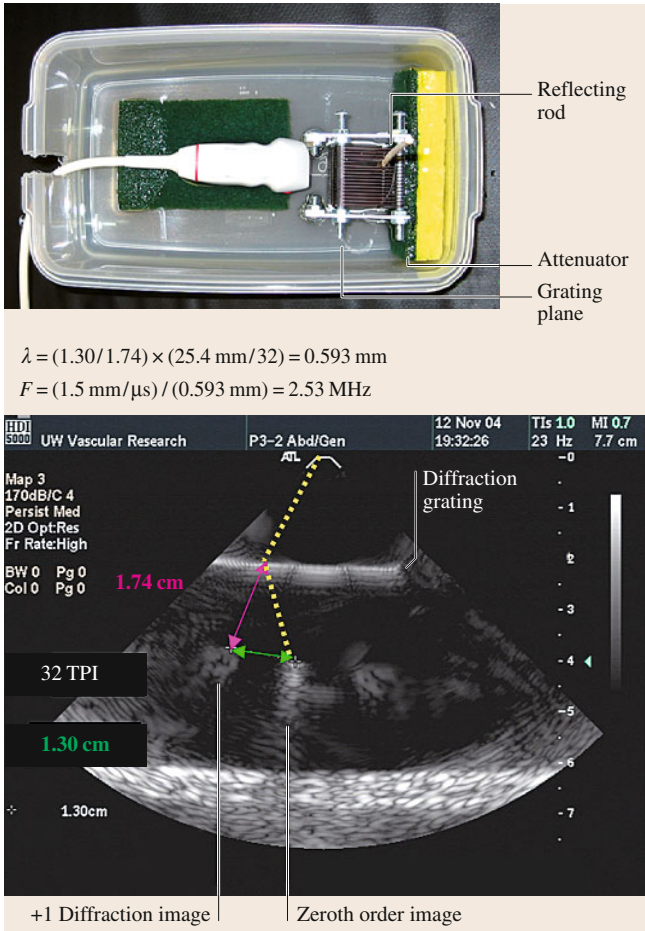 Reflecting
rod
Attenuator
Grating
plane
λ = (1.30/1.74) × (25.4 mm/32) = 0.593 mm
F = (1.5 mm/μs) / (0.593 mm) = 2.53 MHz
HDI
5000 UW Vascular Research P3–2 Abd/Gen 12 Nov 04 19:32:26 TIs 1.0 MI 0.7
23 Hz 7.7 cm
ATL
Map 3
170dB/C 4
Persist Med
2D Opt:Res
Fr Rate:High
BW 0 Pg 0
Col 0 Pg 0
Diffraction
grating
1.74 cm
32 TPI
1.30 cm
1.30cm
-0
-1
2
-3
-4
-5
-6
-7
+1 Diffraction image
Zeroth order image